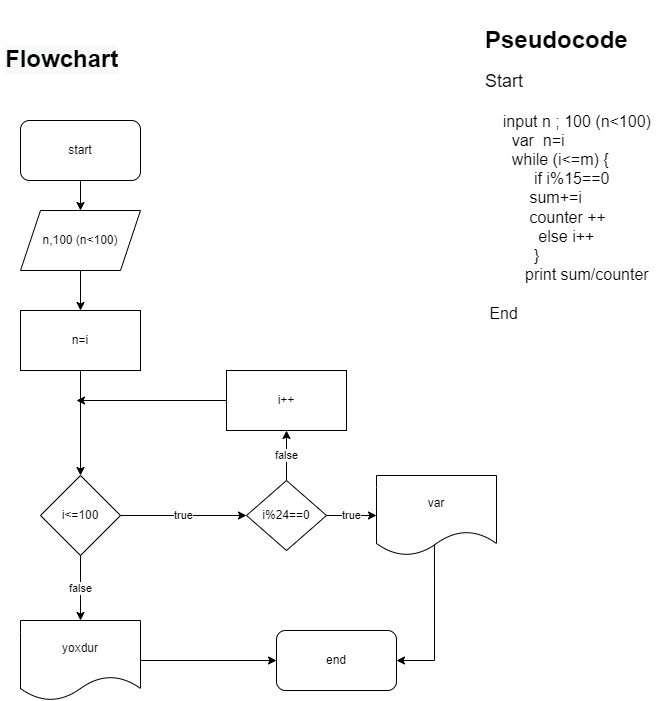 Flowchart
start
n,100 (n<100)
n=i
i++
false
i<=100
true
i%24==0
true
var
false
yoxdur
end
Pseudocode
Start
input n ; 100 (n<100)
var n=i
while (i<=m) {
if i%15==0
sum+=i
counter ++
else i++
}
print sum/counter
End